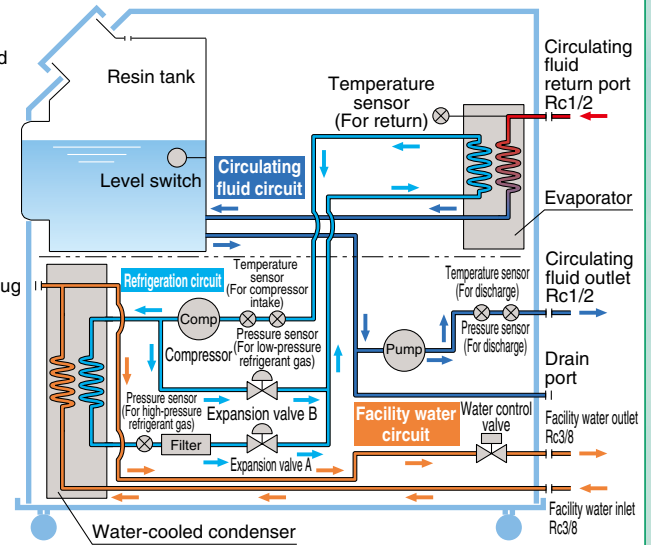 d
Resin tank
Level switch
Temperature
sensor
(For return)
Circulating
fluid
return port
Rc1/2
Circulating
fluid circuit
Evaporator
ug
Refrigeration circuit
Temperature
sensor
(For compressor
intake)
Comp
Compressor
Pressure sensor
(For low-pressure
refrigerant gas)
Temperature sensor
(For discharge)
Pressure sensor
(For discharge)
Pump
Circulating
fluid outlet
Rc1/2
Drain
port
Pressure sensor
(For high-pressure
refrigerant gas)
Expansion valve B
Filter
Expansion valve A
Facility water
circuit
Water control
valve
Facility water outlet
Rc3/8
Facility water inlet
Rc3/8
Water-cooled condenser